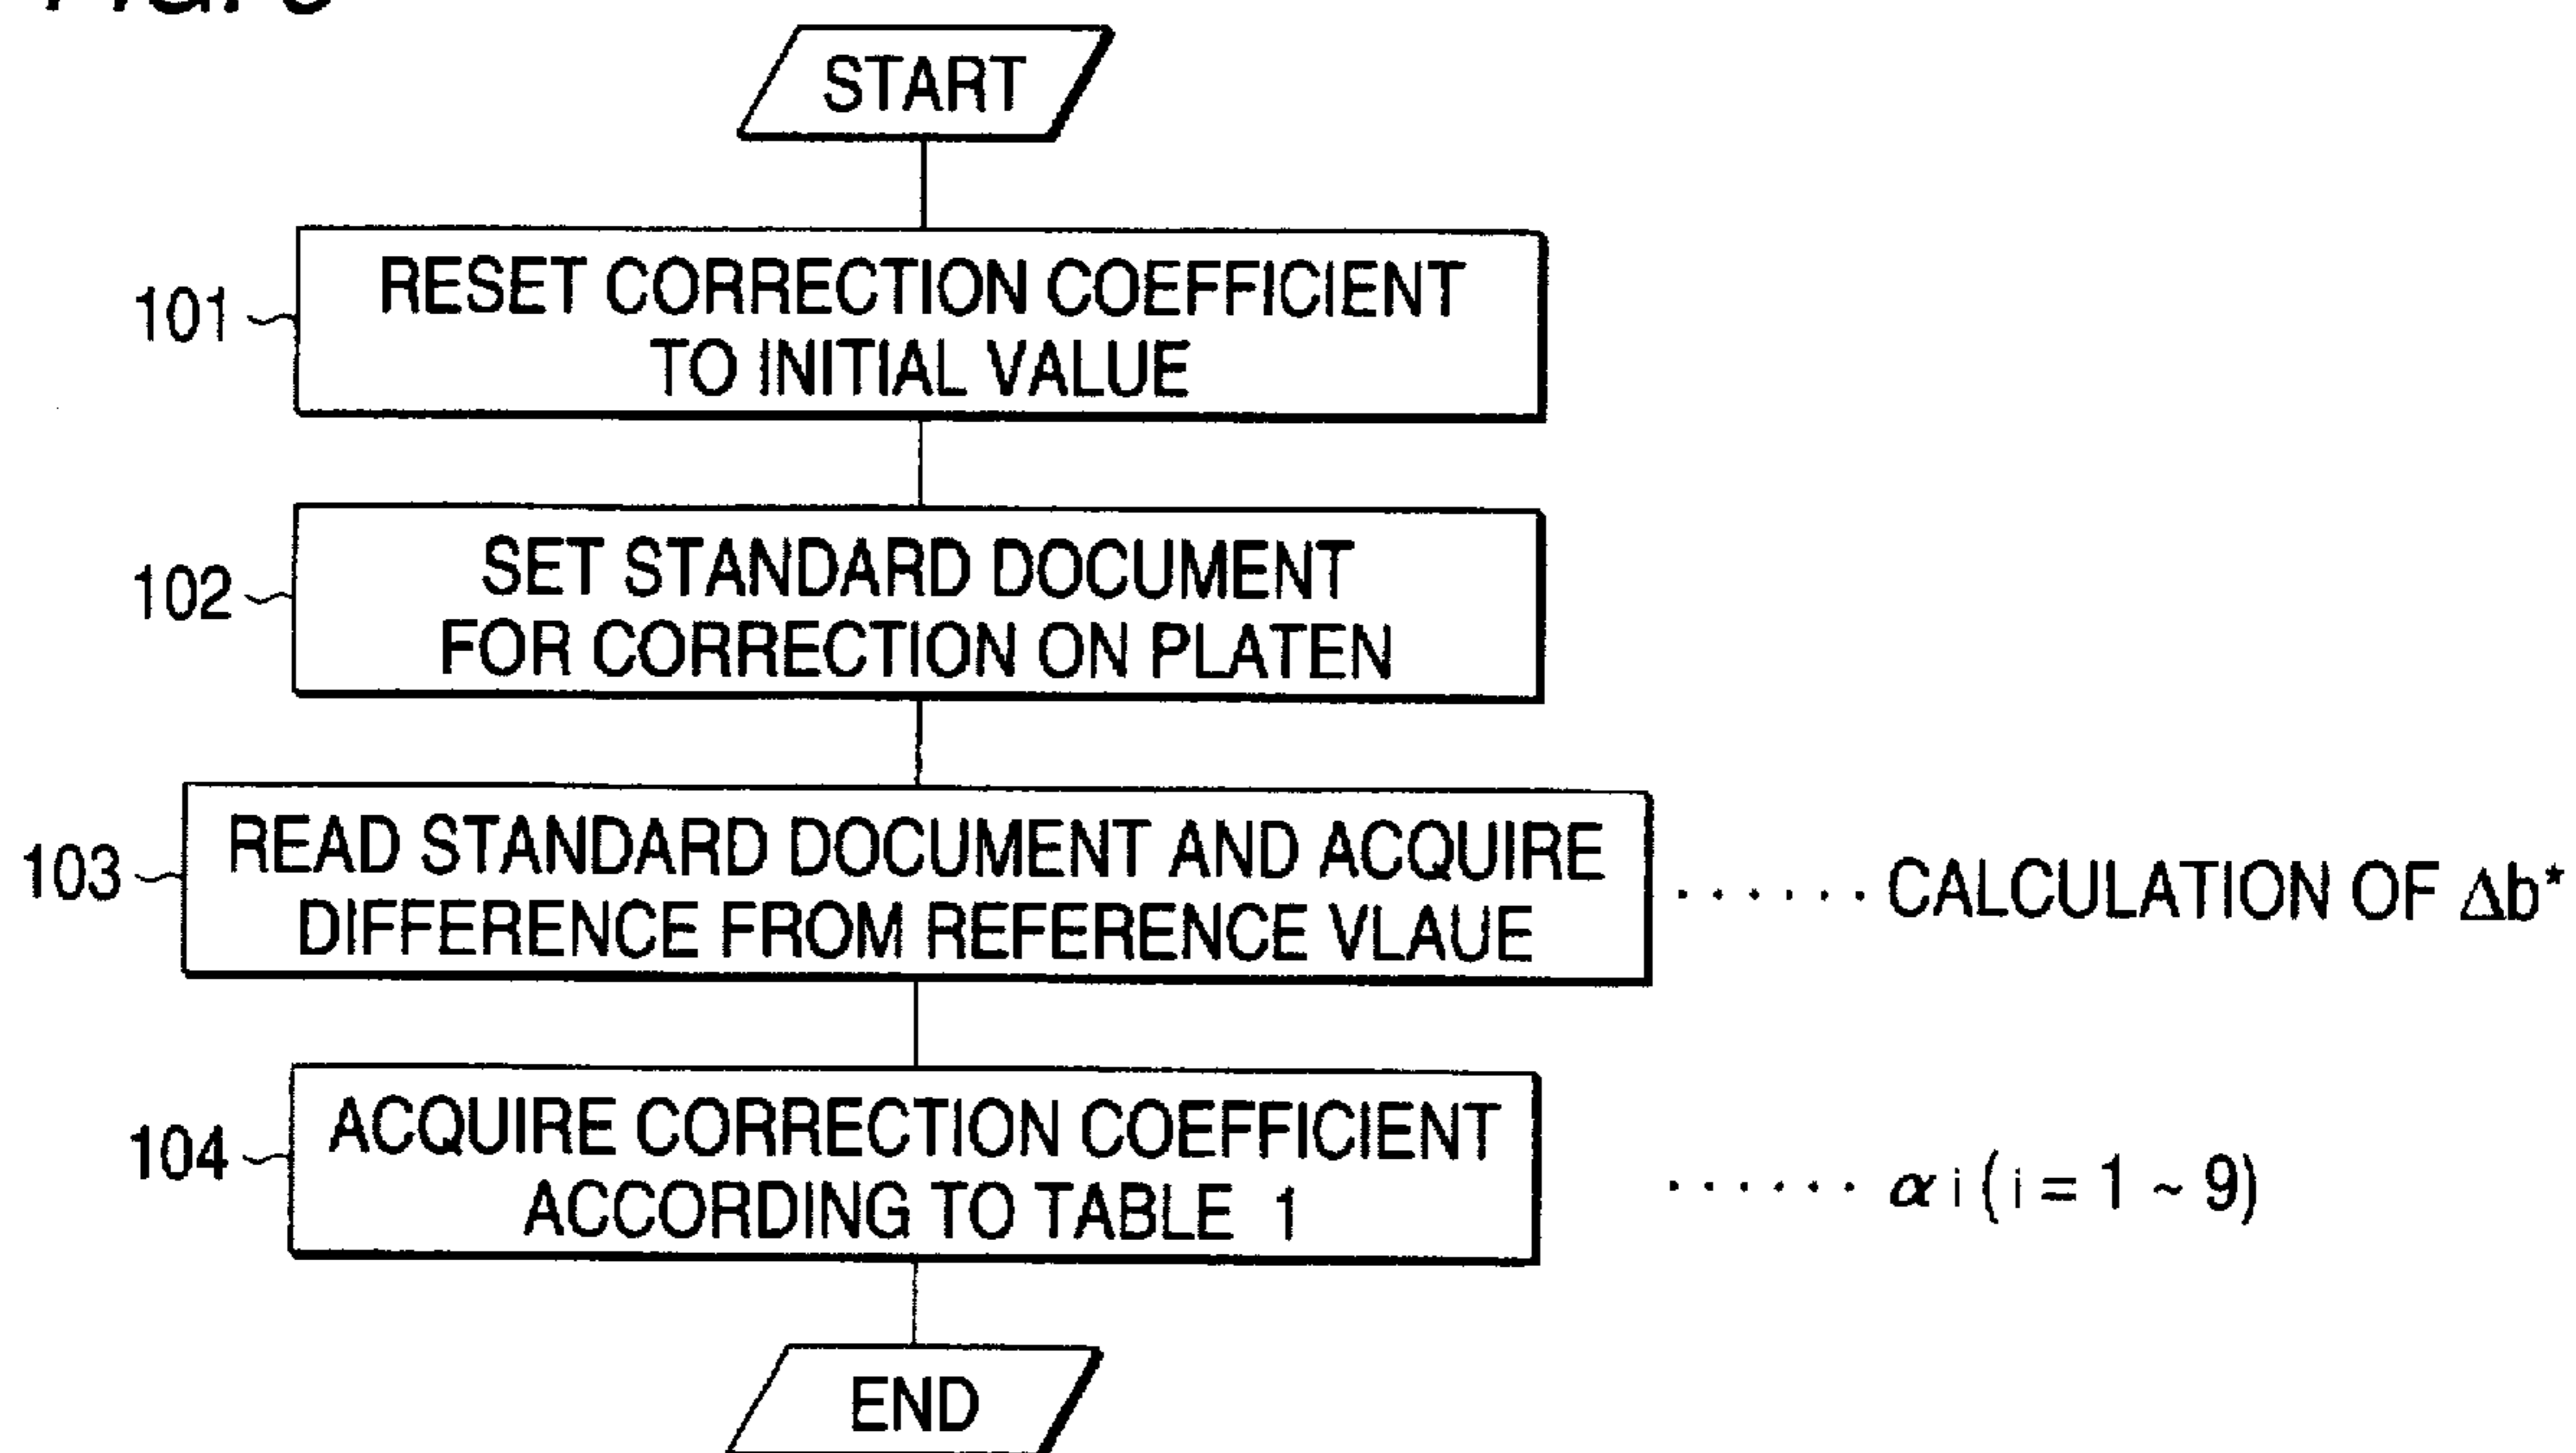 START
101
RESET CORRECTION COEFFICIENT
TO INITIAL VALUE
102
SET STANDARD DOCUMENT
FOR CORRECTION ON PLATEN
103
READ STANDARD DOCUMENT AND ACQUIRE
DIFFERENCE FROM REFERENCE VLAUE
...... CALCULATION OF Δb*
104
ACQUIRE CORRECTION COEFFICIENT
ACCORDING TO TABLE 1
...... α i ( i = 1 ~ 9)
END